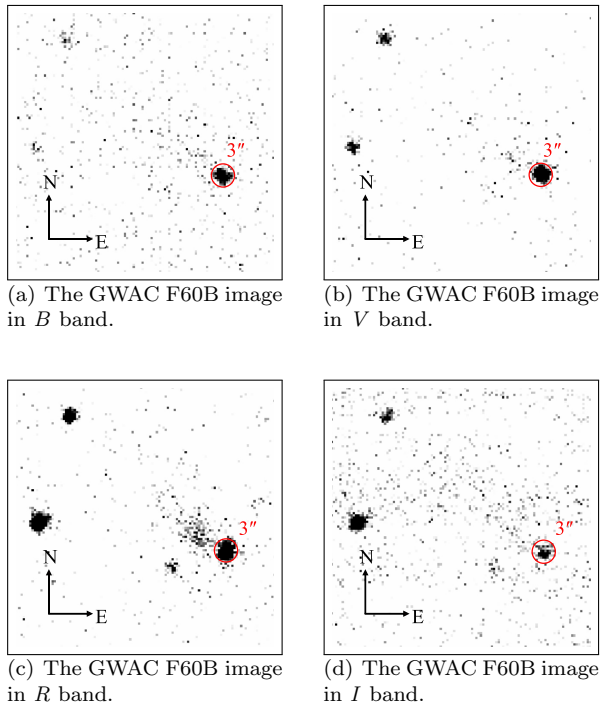 3″
N
E
(a) The GWAC F60B image
in B band.
3″
N
E
(b) The GWAC F60B image
in V band.
3″
N
E
(c) The GWAC F60B image
in R band.
3″
N
E
(d) The GWAC F60B image
in I band.